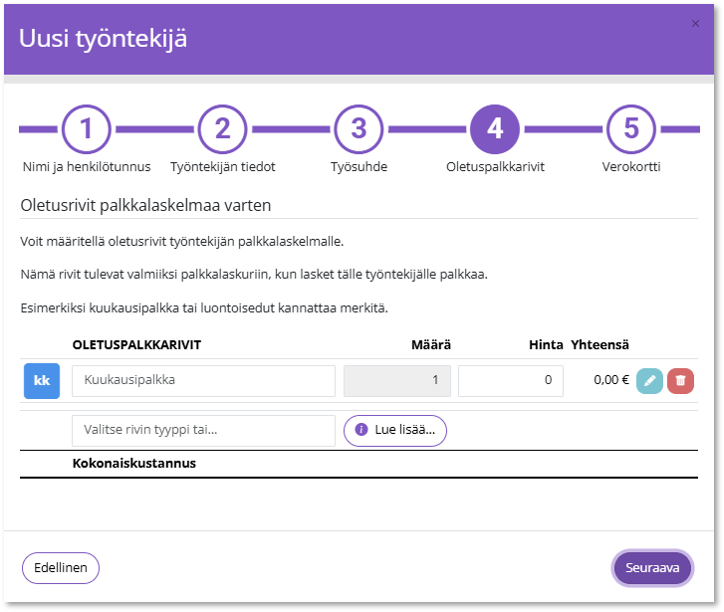 Uusi työntekijä
×
1 2 3 4 5
Nimi ja henkilötunnus Työntekijän tiedot Työsuhde Oletuspalkkarivit Verokortti
Oletusrivit palkkalaskelmaa varten
Voit määritellä oletusrivit työntekijän palkkalaskelmalle.
Nämä rivit tulevat valmiiksi palkkalaskuriin, kun lasket tälle työntekijälle palkkaa.
Esimerkiksi kuukausipalkka tai luontoisedut kannattaa merkitä.
OLETUSPALKKARIVIT Määrä Hinta Yhteensä
kk Kuukausipalkka 1 0 0,00 €
Valitse rivin tyyppi tai... Lue lisää...
Kokonaiskustannus
Edellinen Seuraava